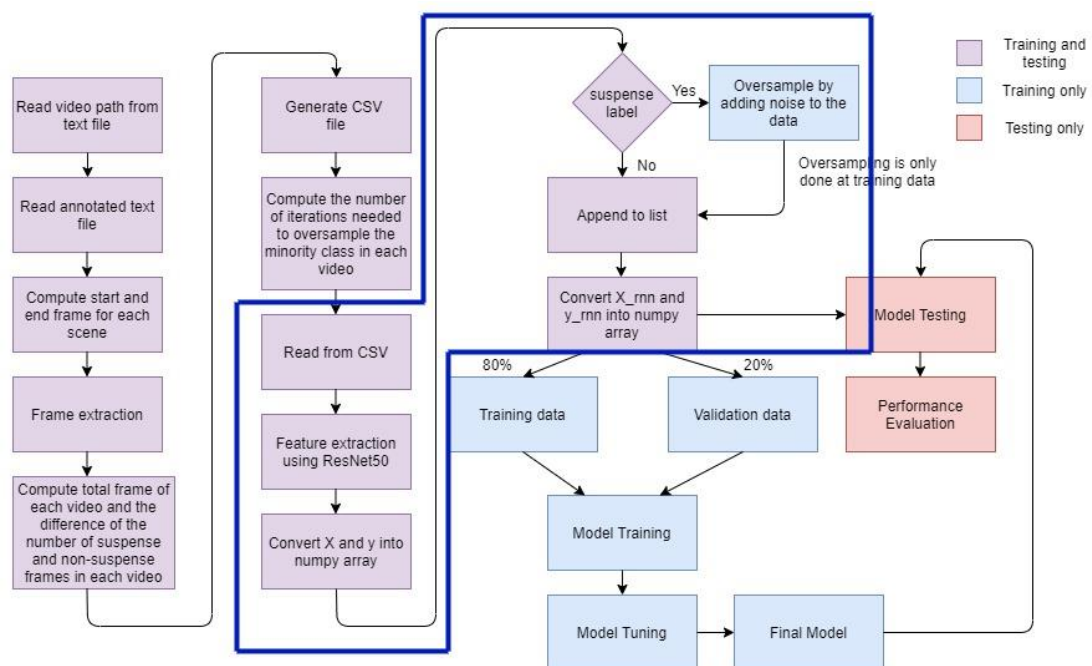 Read video path from
text file
Read annotated text
file
Compute start and
end frame for each
scene
Frame extraction
Compute total frame of
each video and the
difference of the
number of suspense
and non-suspense
frames in each video
Generate CSV
file
Compute the number
of iterations needed
to oversample the
minority class in each
video
Read from CSV
Feature extraction
using ResNet50
Convert X and y into
numpy array
suspense
label
Yes
Oversample by
adding noise to the
data
No
Oversampling is only
done at training data
Append to list
Convert X_rnn and
y_rnn into numpy
array
80%
20%
Training data
Validation data
Model Training
Model Tuning
Final Model
Model Testing
Performance
Evaluation
Training and
testing
Training only
Testing only